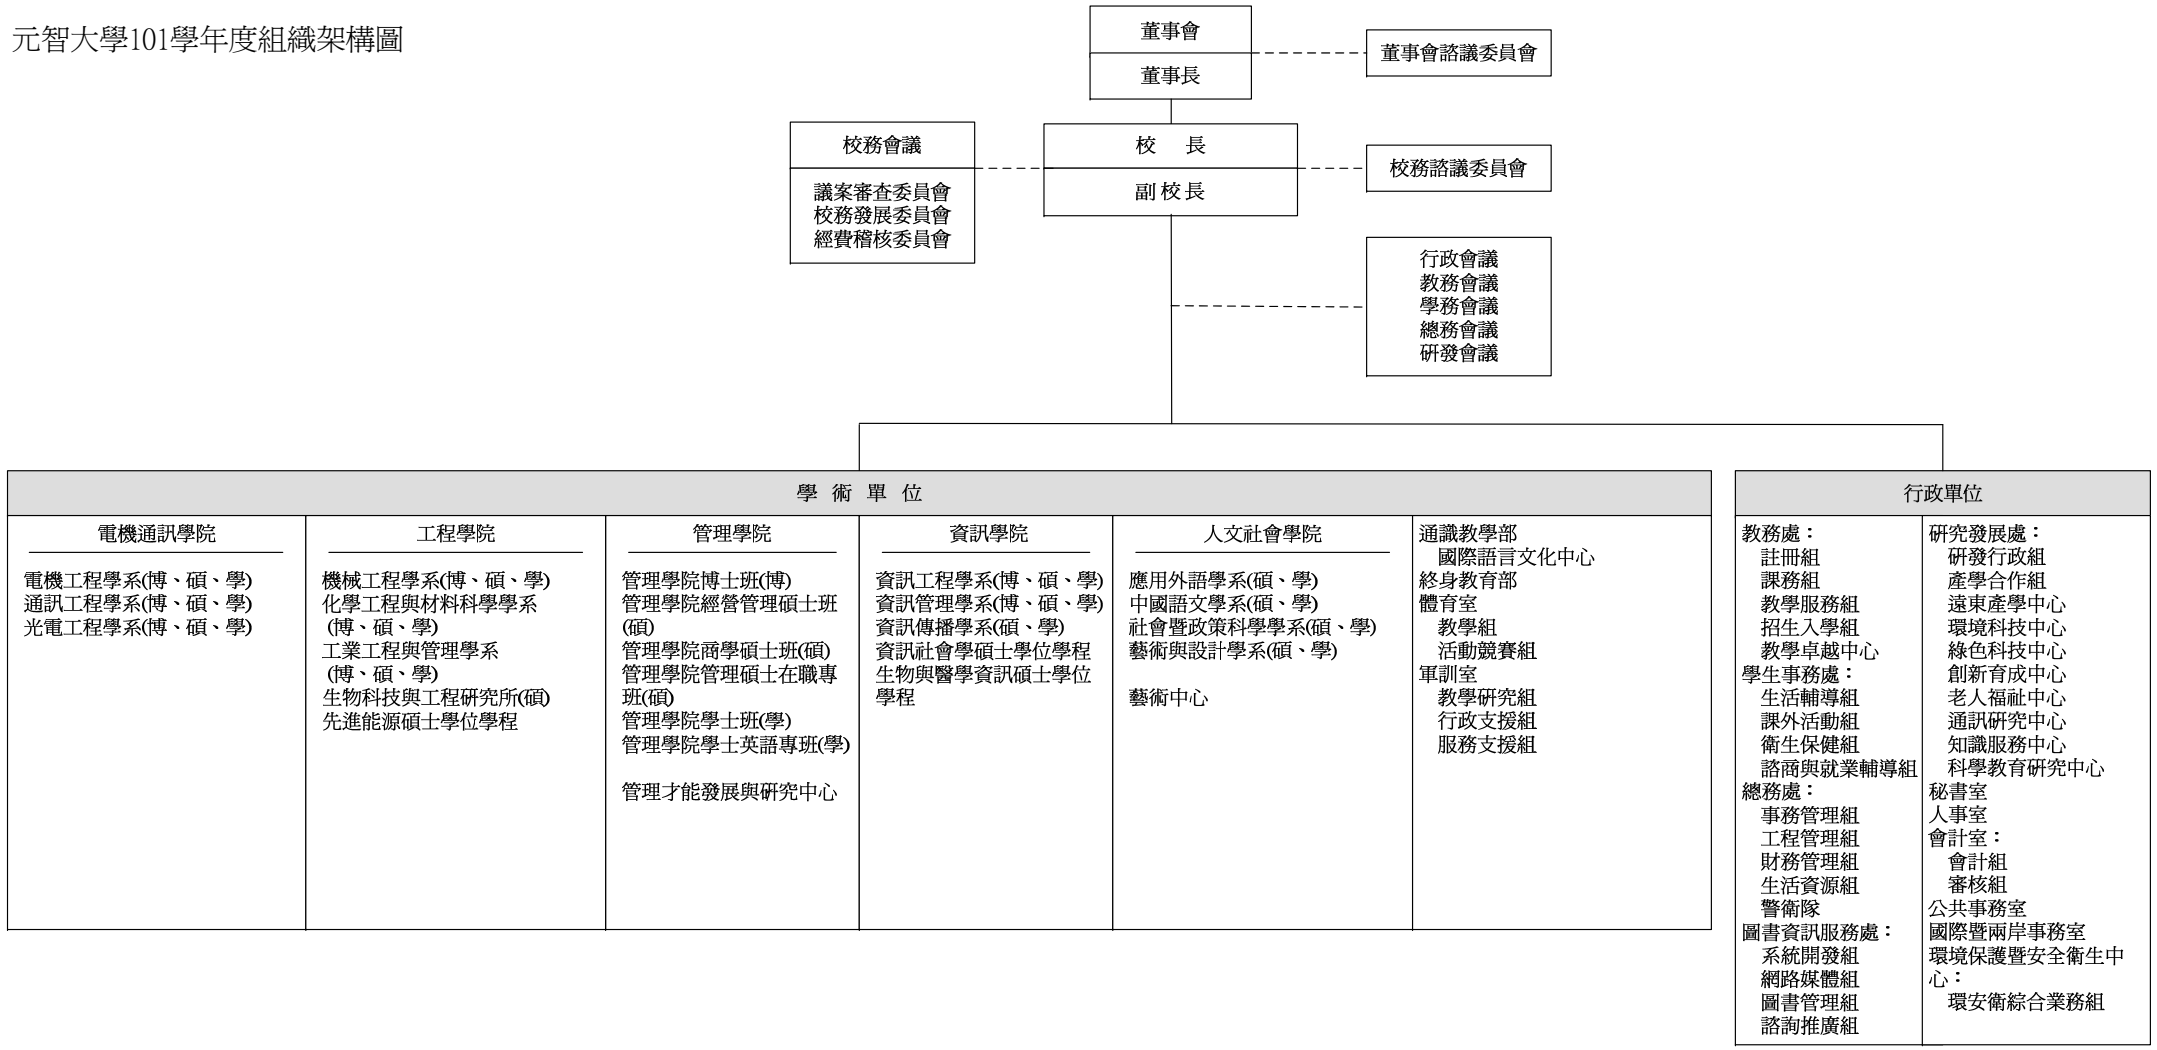 元智大學101學年度組織架構圖
董事會
董事長
董事會諮議委員會
校務會議
議案審查委員會
校務發展委員會
經費稽核委員會
校 長
副校長
校務諮議委員會
行政會議
教務會議
學務會議
總務會議
研發會議
學 術 單 位
電機通訊學院
電機工程學系(博、碩、學)
通訊工程學系(博、碩、學)
光電工程學系(博、碩、學)
工程學院
機械工程學系(博、碩、學)
化學工程與材料科學學系
(博、碩、學)
工業工程與管理學系
(博、碩、學)
生物科技與工程研究所(碩)
先進能源碩士學位學程
管理學院
管理學院博士班(博)
管理學院經營管理碩士班
(碩)
管理學院商學碩士班(碩)
管理學院管理碩士在職專
班(碩)
管理學院學士班(學)
管理學院學士英語專班(學)
管理才能發展與研究中心
資訊學院
資訊工程學系(博、碩、學)
資訊管理學系(博、碩、學)
資訊傳播學系(碩、學)
資訊社會學碩士學位學程
生物與醫學資訊碩士學位
學程
人文社會學院
應用外語學系(碩、學)
中國語文學系(碩、學)
社會暨政策科學學系(碩、學)
藝術與設計學系(碩、學)
藝術中心
通識教學部
國際語言文化中心
終身教育部
體育室
教學組
活動競賽組
軍訓室
教學研究組
行政支援組
服務支援組
行政單位
教務處：
註冊組
課務組
教學服務組
招生入學組
教學卓越中心
學生事務處：
生活輔導組
課外活動組
衛生保健組
諮商與就業輔導組
總務處：
事務管理組
工程管理組
財務管理組
生活資源組
警衛隊
圖書資訊服務處：
系統開發組
網路媒體組
圖書管理組
諮詢推廣組
研究發展處：
研發行政組
產學合作組
遠東產學中心
環境科技中心
綠色科技中心
創新育成中心
老人福祉中心
通訊研究中心
知識服務中心
科學教育研究中心
秘書室
人事室
會計室：
會計組
審核組
公共事務室
國際暨兩岸事務室
環境保護暨安全衛生中
心：
環安衛綜合業務組